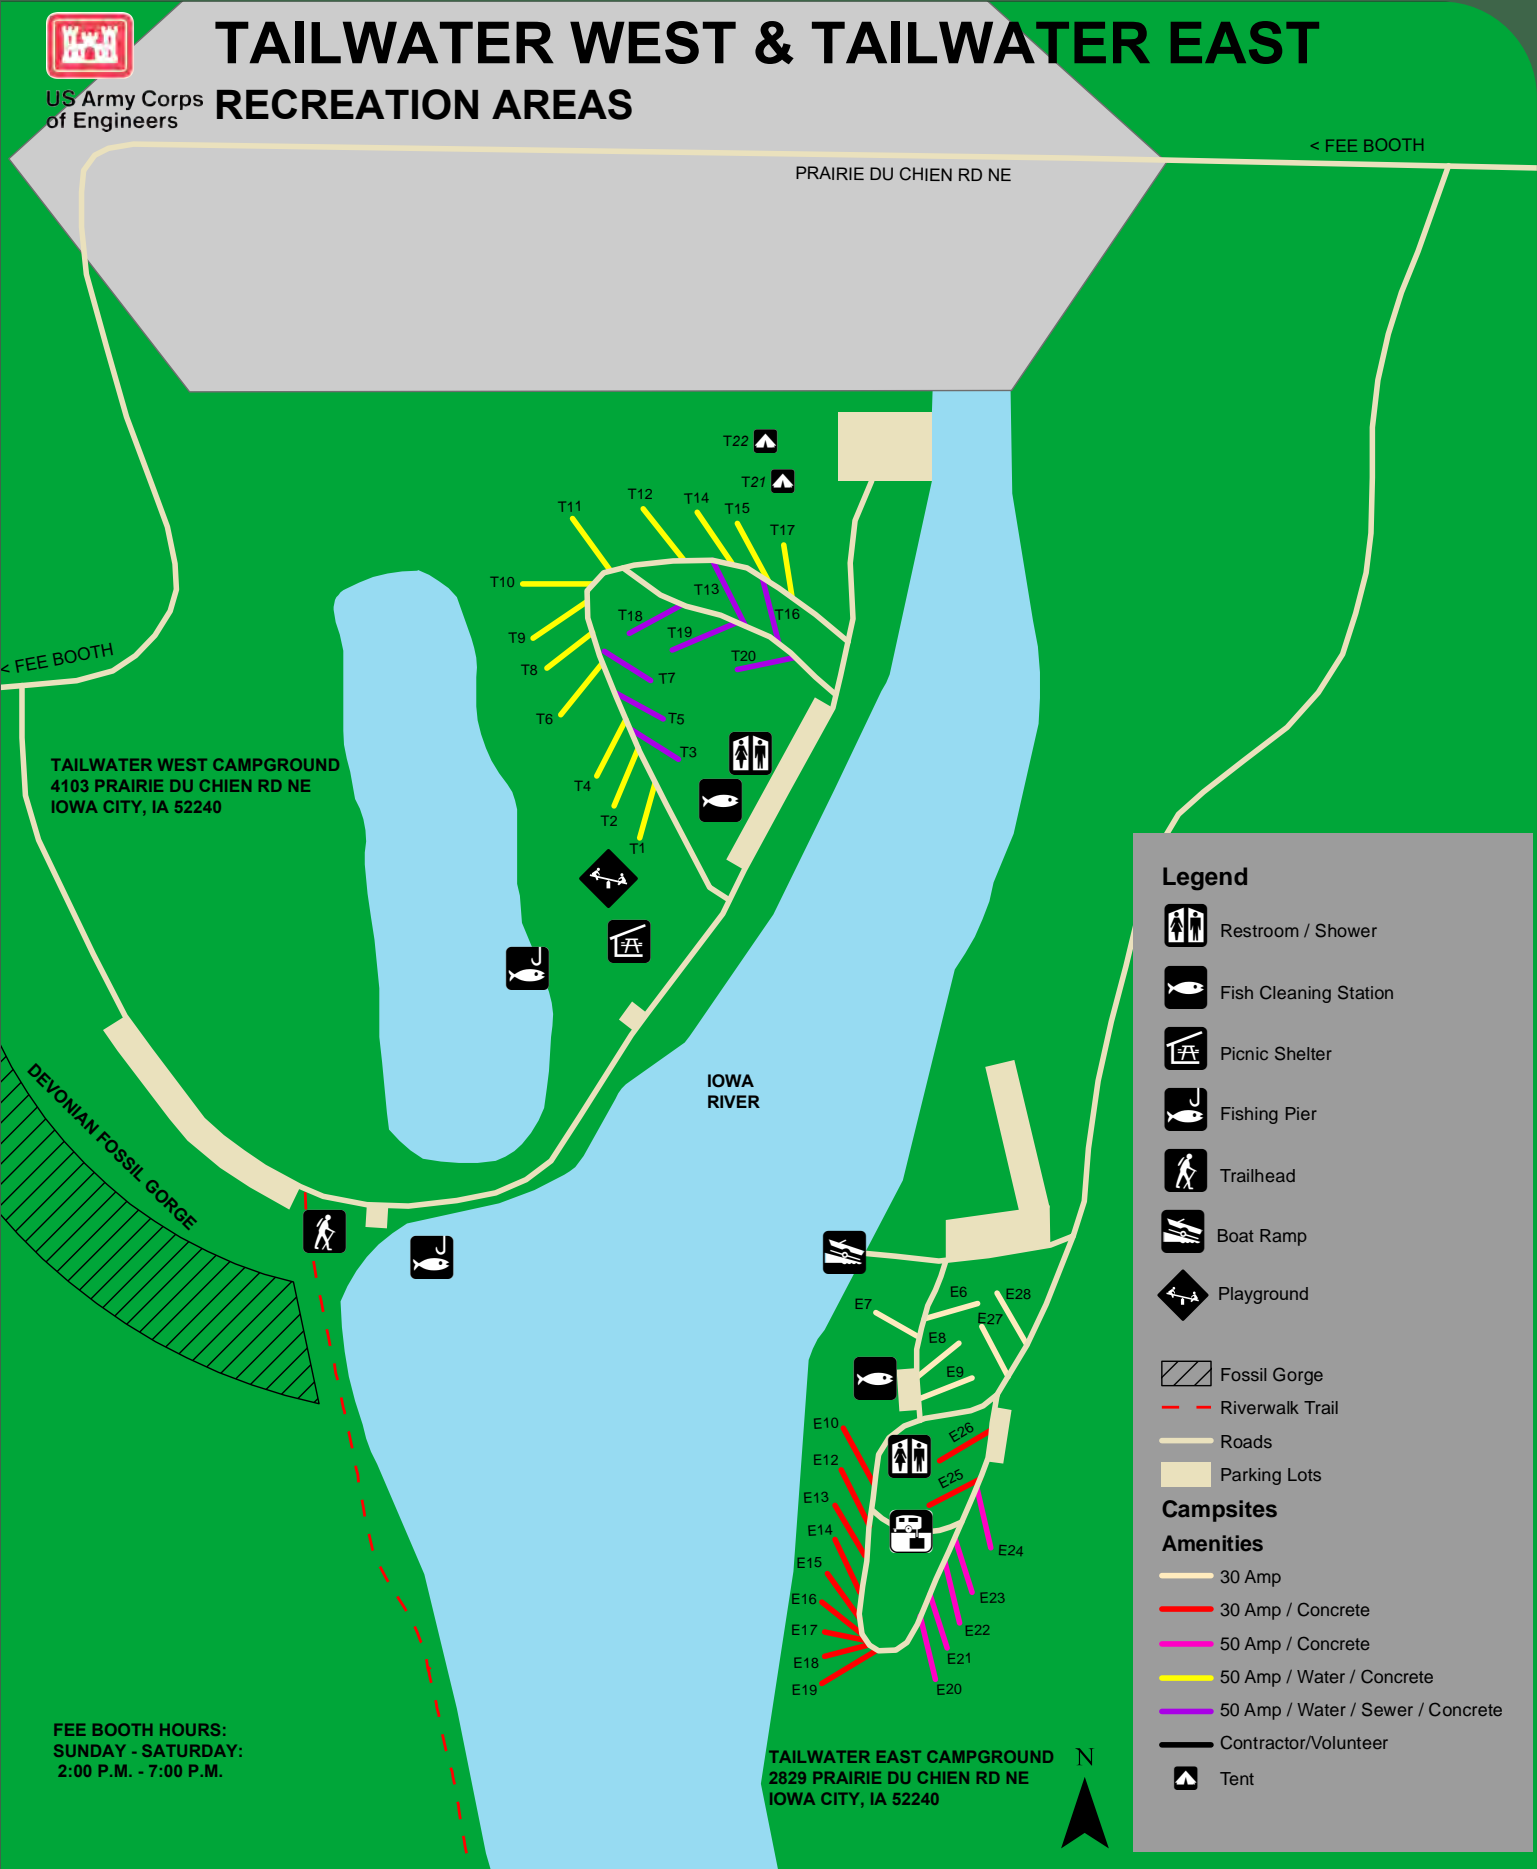 TAILWATER WEST & TAILWATER EAST
RECREATION AREAS
US Army Corps
of Engineers
< FEE BOOTH
PRAIRIE DU CHIEN RD NE
T22
T21
T12
T14
T11
T15
T17
T10
T13
T18
T16
T19
T9
T20
T8
T7
T6
T5
T3
T4
T2
T1
< FEE BOOTH
TAILWATER WEST CAMPGROUND
4103 PRAIRIE DU CHIEN RD NE
IOWA CITY, IA 52240
DEVONIAN FOSSIL GORGE
IOWA
RIVER
E7
E6
E28
E27
E8
E9
E10
E26
E12
E25
E13
E14
E24
E15
E23
E16
E17
E22
E18
E21
E19
E20
FEE BOOTH HOURS:
SUNDAY - SATURDAY:
2:00 P.M. - 7:00 P.M.
TAILWATER EAST CAMPGROUND
2829 PRAIRIE DU CHIEN RD NE
IOWA CITY, IA 52240
N
Legend
Restroom / Shower
Fish Cleaning Station
Picnic Shelter
Fishing Pier
Trailhead
Boat Ramp
Playground
Fossil Gorge
Riverwalk Trail
Roads
Parking Lots
Campsites
Amenities
30 Amp
30 Amp / Concrete
50 Amp / Concrete
50 Amp / Water / Concrete
50 Amp / Water / Sewer / Concrete
Contractor/Volunteer
Tent